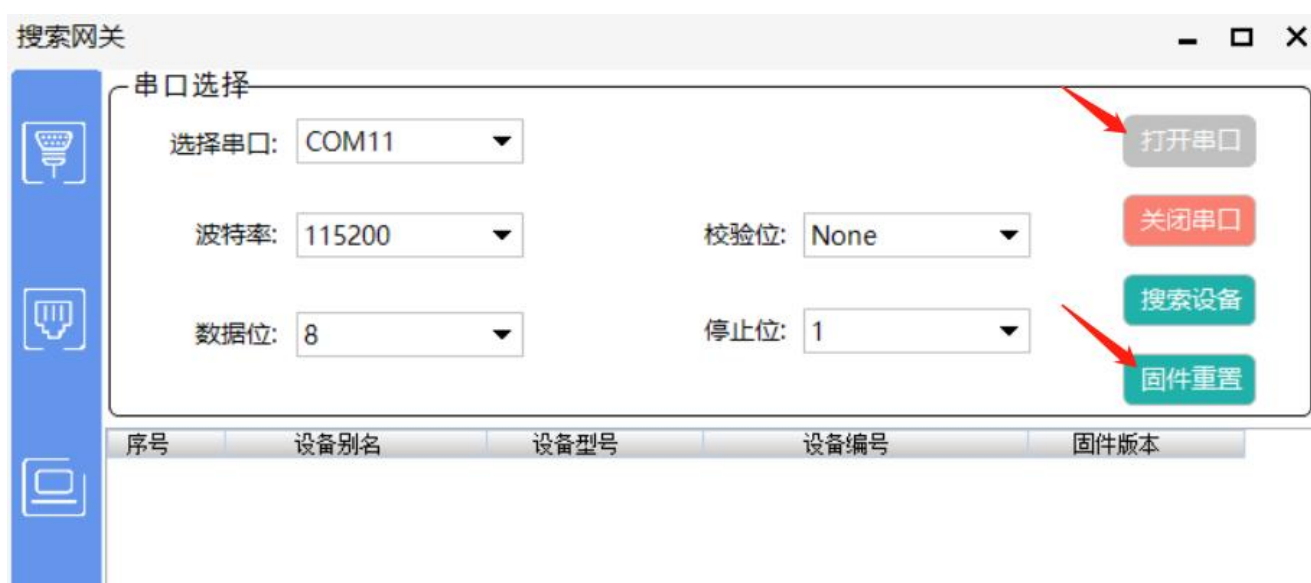 搜索网关
串口选择
选择串口: COM11 打开串口
波特率: 115200 校验位: None 关闭串口
搜索设备
数据位: 8 停止位: 1
固件重置
序号 设备别名 设备型号 设备编号 固件版本